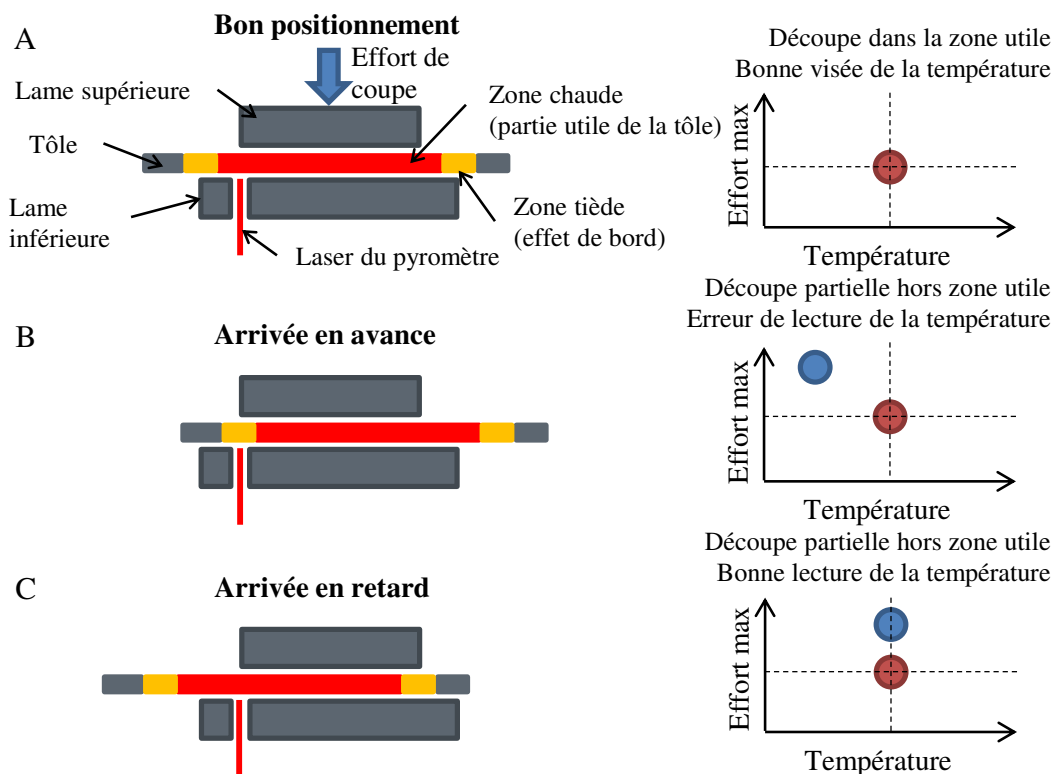 A
Bon positionnement
Effort de
coupe
Lame supérieure
Zone chaude
(partie utile de la tôle)
Tôle
Lame
inférieure
Zone tiède
(effet de bord)
Laser du pyromètre
Découpe dans la zone utile
Bonne visée de la température
Effort max
Température
B
Arrivée en avance
Découpe partielle hors zone utile
Erreur de lecture de la température
Effort max
Température
C
Arrivée en retard
Découpe partielle hors zone utile
Bonne lecture de la température
Effort max
Température